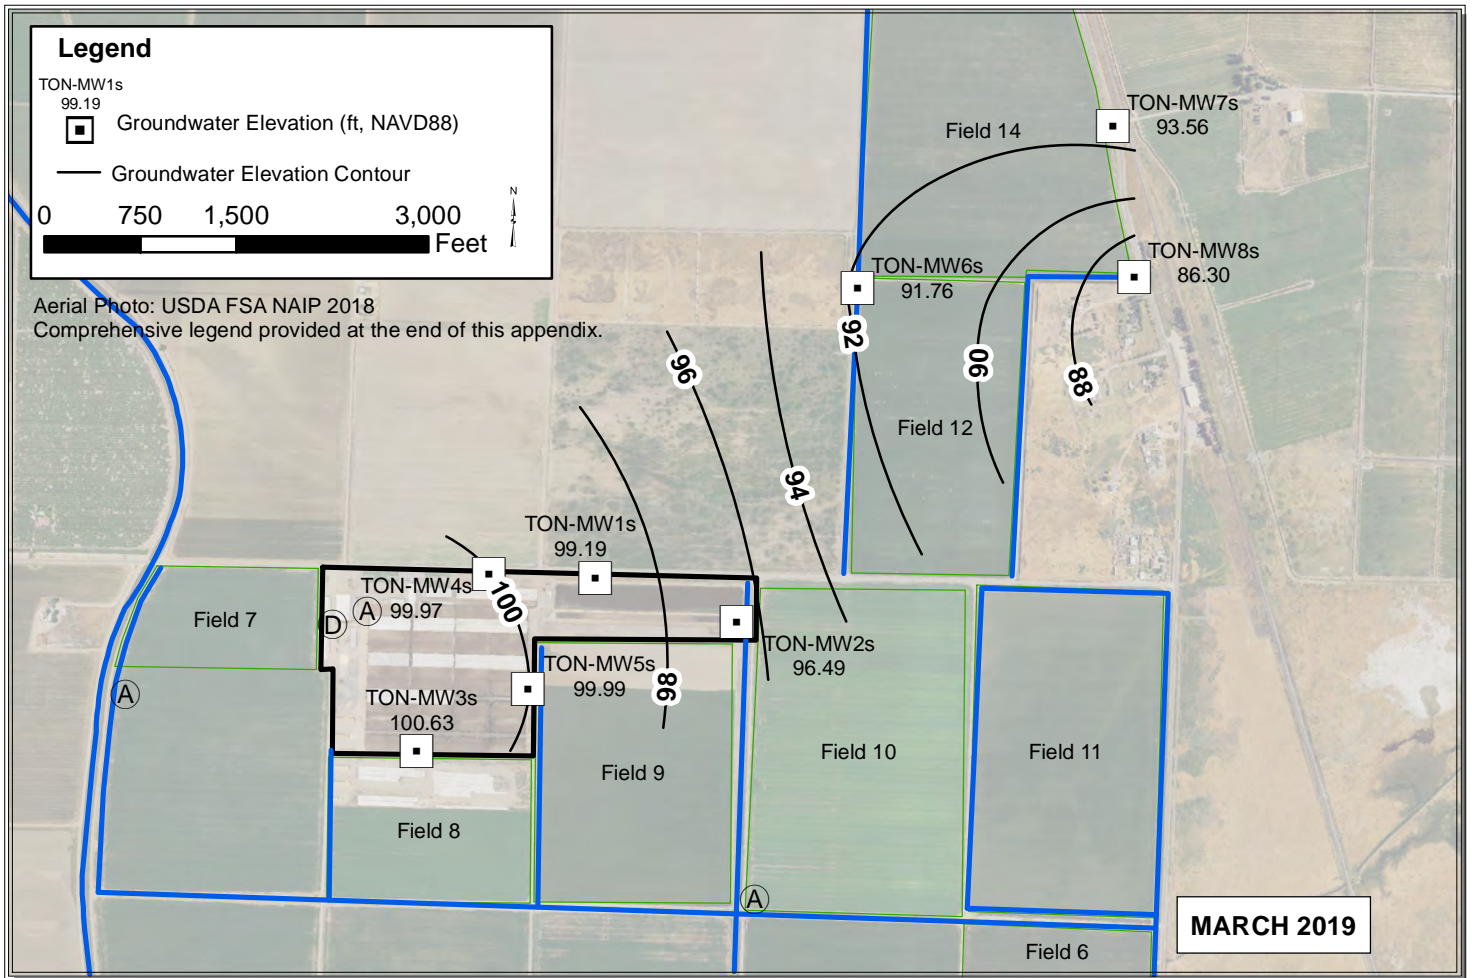 Legend
TON-MW1s
99.19
Groundwater Elevation (ft, NAVD88)
Groundwater Elevation Contour
0 750 1,500 3,000
Feet
N
Aerial Photo: USDA FSA NAIP 2018
Comprehensive legend provided at the end of this appendix.
TON-MW7s
93.56
Field 14
TON-MW8s
86.30
TON-MW6s
91.76
92
90
88
96
94
Field 12
TON-MW1s
99.19
TON-MW4s
99.97
100
A
D
Field 7
TON-MW2s
96.49
TON-MW5s
99.99
98
A
TON-MW3s
100.63
Field 9
Field 10
Field 11
Field 8
A
MARCH 2019
Field 6